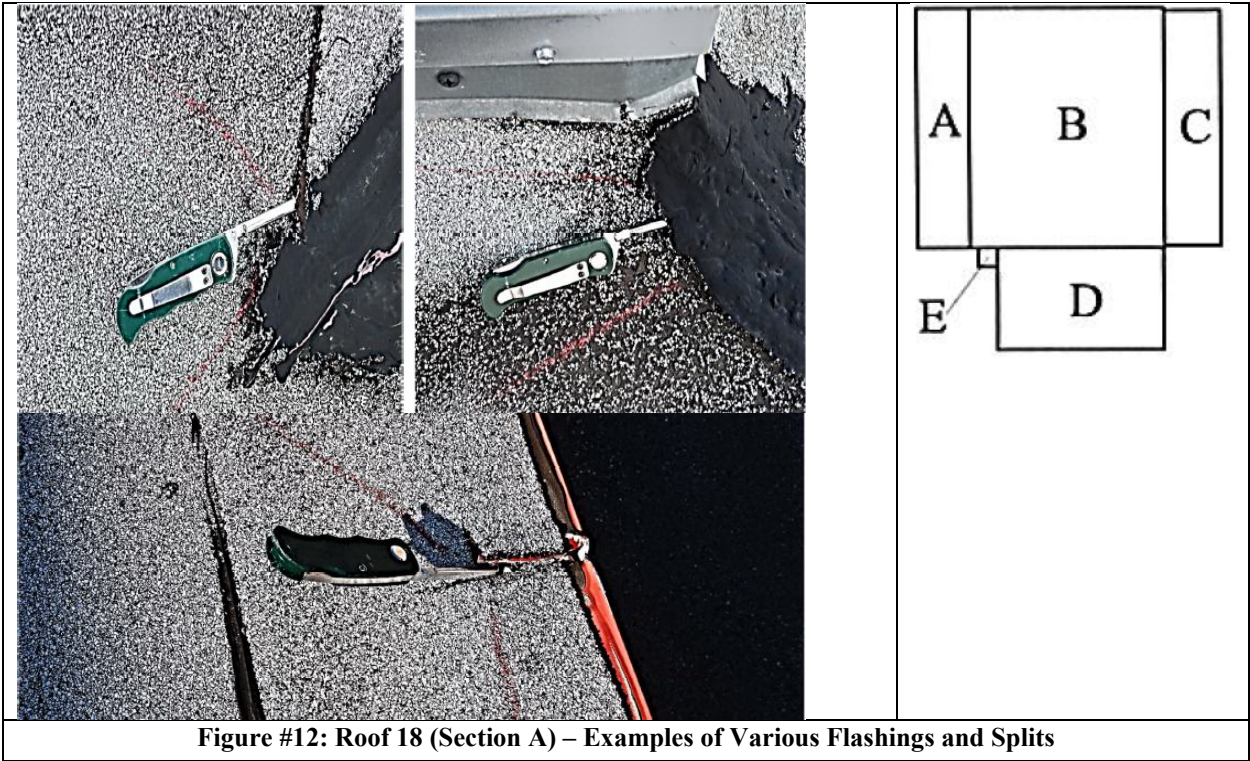 A
B
C
D
E
Figure #12: Roof 18 (Section A) – Examples of Various Flashings and Splits